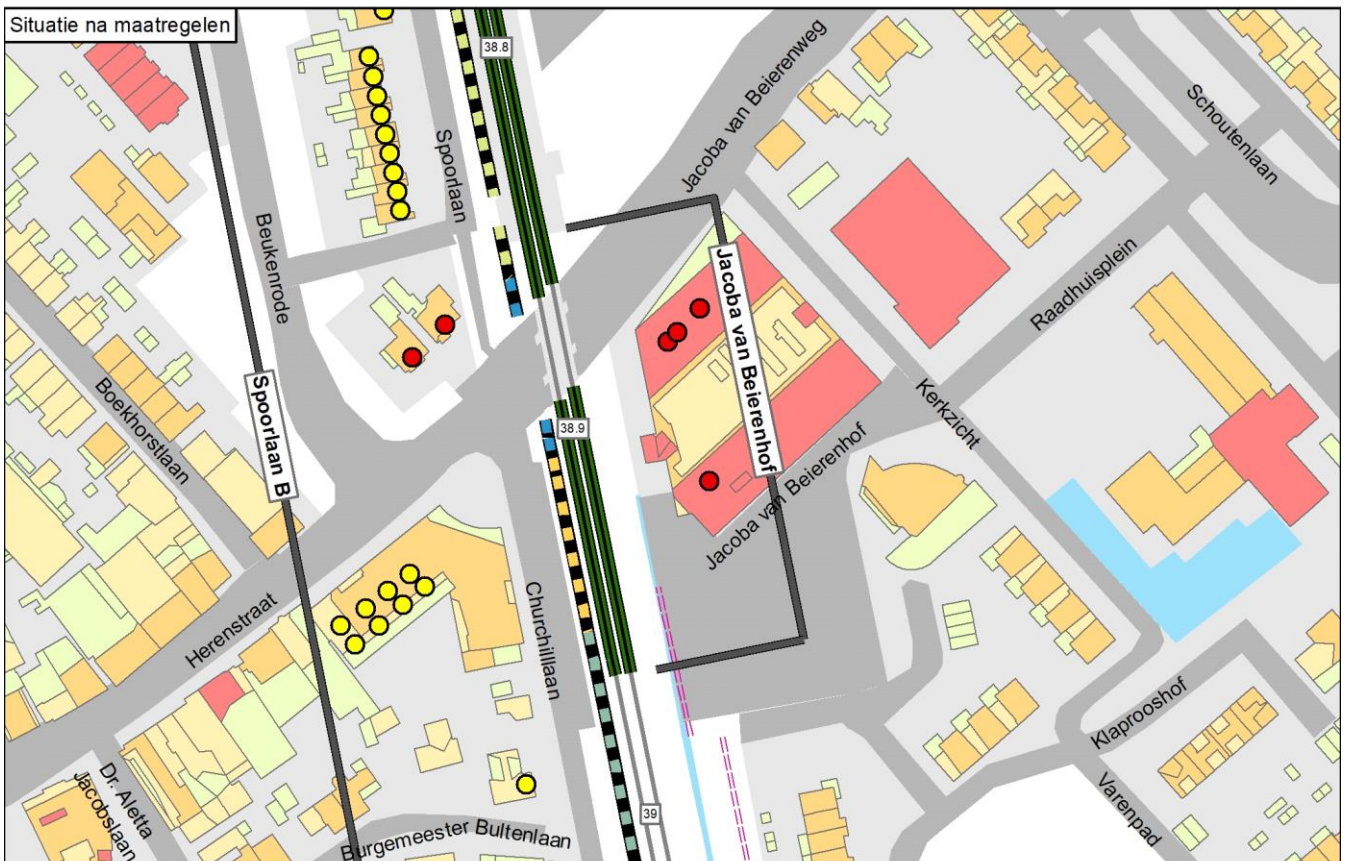 Situatie na maatregelen
38.8
Jacoba van Beierenweg
Schoutenlaan
Spoorlaan
Beukenrode
Jacoba van Beierenhof
Raadhuisplein
Boekhorstlaan
Spoorlaan B
Kerkzicht
38.9
Jacoba van Beierenhof
Herenstraat
Churchilllaan
Klaprooshof
Dr. Aletta
Jacobslaan
39
Varenpad
Burgemeester Bultenlaan